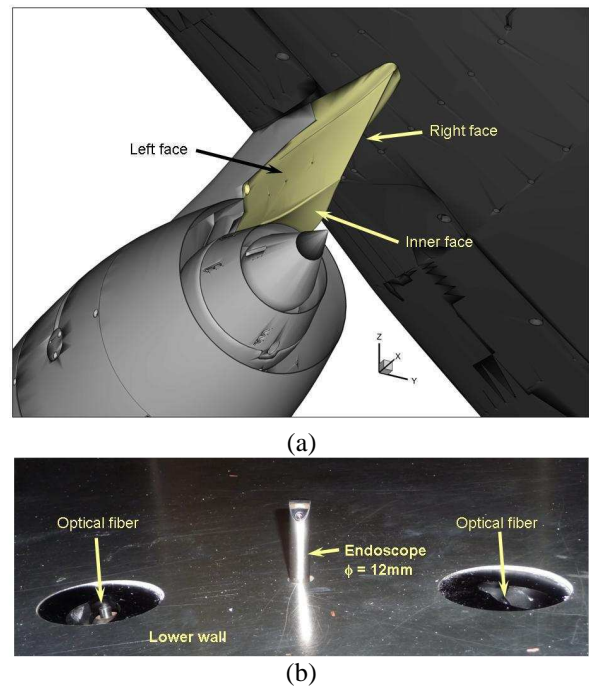 Right face
Left face
Inner face
Z
X
Y
(a)
Optical fiber
Optical fiber
Endoscope
ϕ = 12mm
Lower wall
(b)